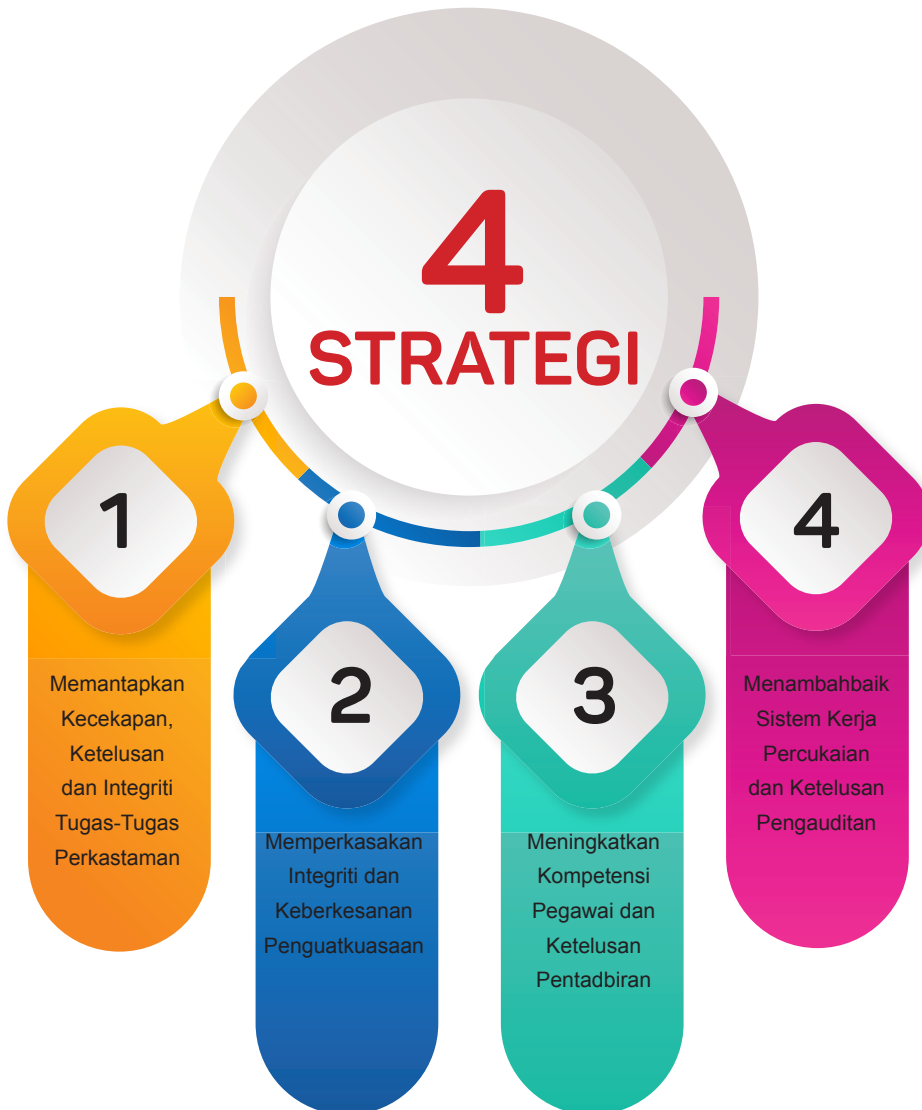 4
STRATEGI
1
Memantapkan
Kecekapan,
Ketelusan
dan Integriti
Tugas-Tugas
Perkastaman
2
Memperkasakan
Integriti dan
Keberkesanan
Penguatkuasaan
3
Meningkatkan
Kompetensi
Pegawai dan
Ketelusan
Pentadbiran
4
Menambahbaik
Sistem Kerja
Percukaian
dan Ketelusan
Pengauditan